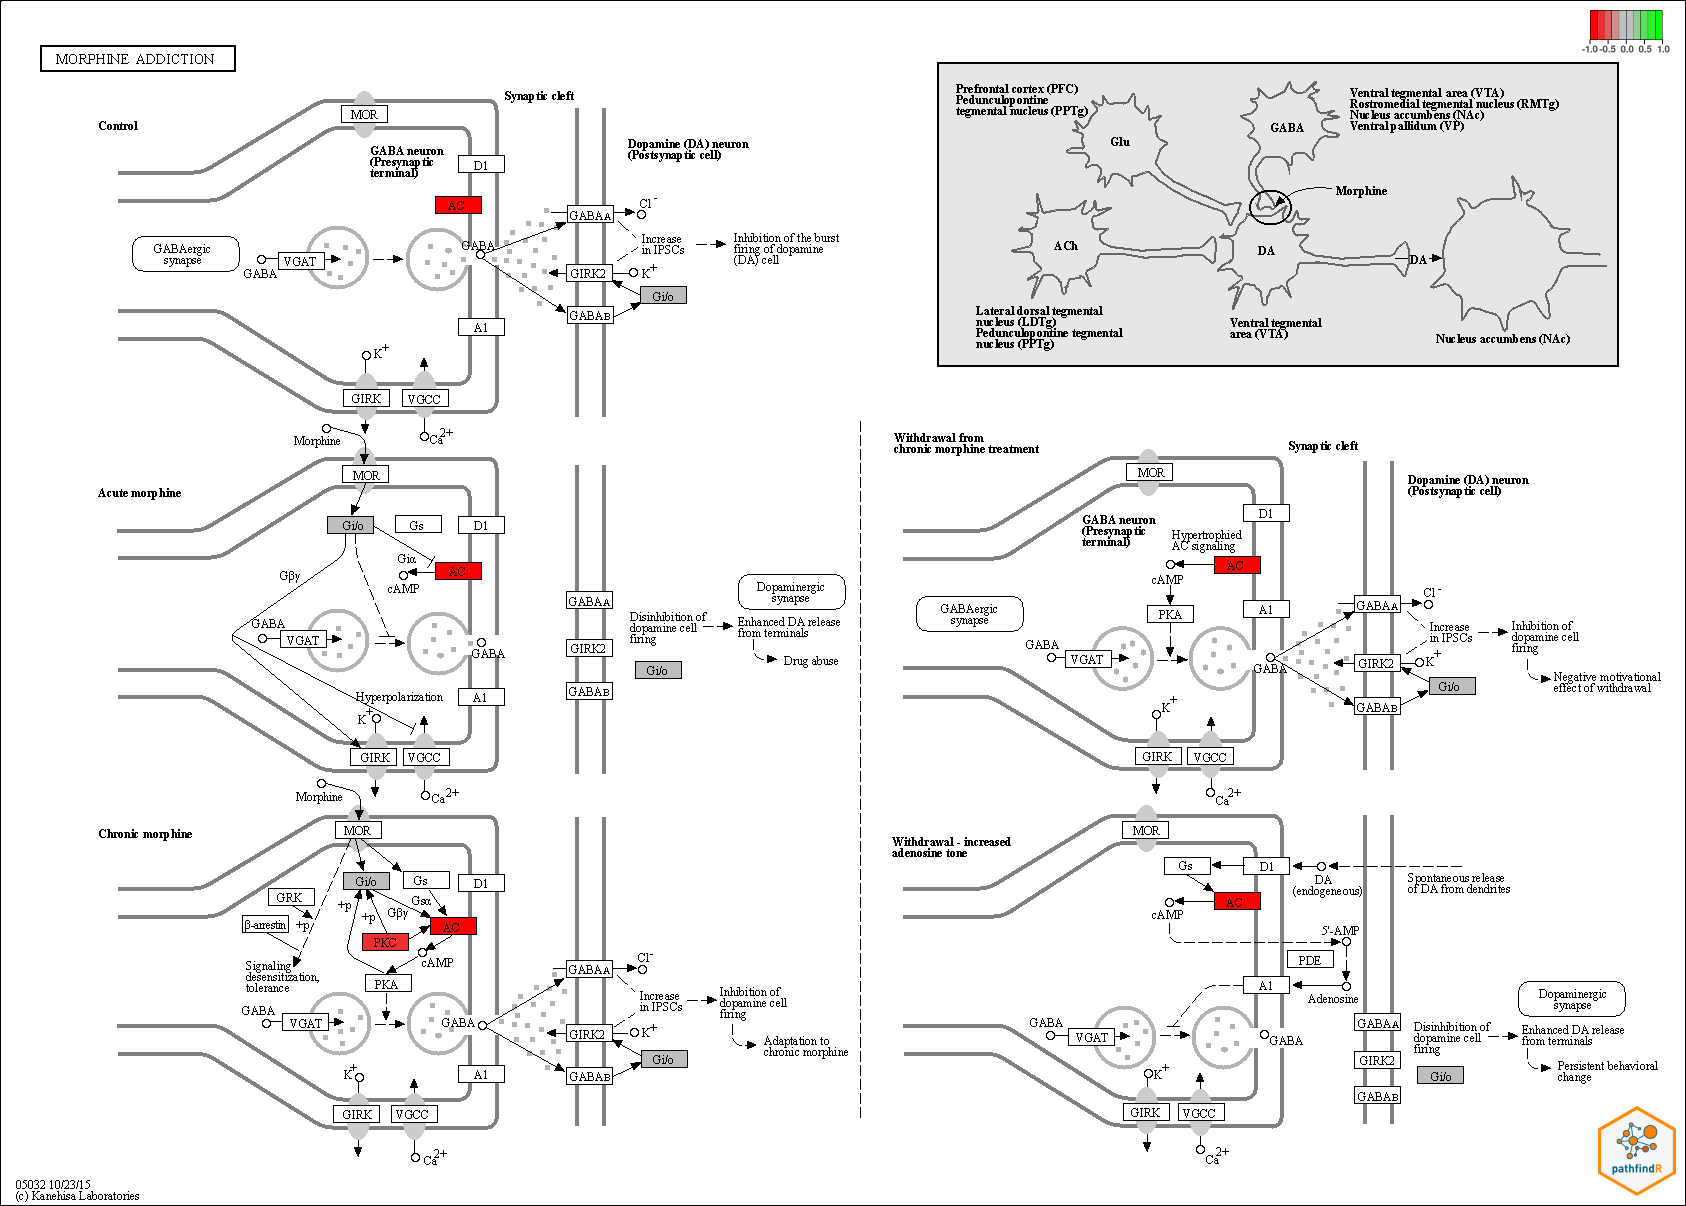 MORPHINE ADDICTION
-1.0 -0.5 0.0 0.5 1.0
Control
MOR
GABA neuron
(Presynaptic
terminal)
Synaptic cleft
Dopamine (DA) neuron
(Postsynaptic cell)
D1
AC
GABAergic
synapse
GABA
VGAT
GABA
GABAA
Cl-
Increase
in IPSCs
Inhibition of the burst
firing of dopamine
(DA) cell
GIRK2
K+
Gi/o
GABAB
A1
K+
GIRK
VGCC
Ca2+
Prefrontal cortex (PFC)
Pedunculopontine
tegmental nucleus (PPTg)
Glu
GABA
Ventral tegmental area (VTA)
Rostromedial tegmental nucleus (RMTg)
Nucleus accumbens (NAc)
Ventral pallidum (VP)
Morphine
ACh
DA
DA
Lateral dorsal tegmental
nucleus (LDTg)
Pedunculopontine tegmental
nucleus (PPTg)
Ventral tegmental
area (VTA)
Nucleus accumbens (NAc)
Morphine
MOR
Acute morphine
Gi/o
Gs
D1
Giα
AC
Gβγ
cAMP
GABA
VGAT
GABA
GABAA
GIRK2
GABAB
Disinhibition of
dopamine cell
firing
Gi/o
Dopaminergic
synapse
Enhanced DA release
from terminals
Drug abuse
Hyperpolarization
A1
K+
GIRK
VGCC
Ca2+
Morphine
MOR
Chronic morphine
Gi/o
Gs
D1
GRK
+p
+p
Gβγ
Gsα
β-arrestin
+p
PKC
AC
cAMP
Signaling
desensitization,
tolerance
PKA
GABA
VGAT
GABA
GABAA
Cl-
Increase
in IPSCs
Inhibition of
dopamine cell
firing
GIRK2
K+
Gi/o
GABAB
Adaptation to
chronic morphine
K+
A1
GIRK
VGCC
Ca2+
Withdrawal from
chronic morphine treatment
MOR
Synaptic cleft
Dopamine (DA) neuron
(Postsynaptic cell)
GABA neuron
(Presynaptic
terminal)
D1
Hypertrophied
AC signaling
AC
cAMP
PKA
A1
GABAergic
synapse
GABA
VGAT
GABA
GABAA
Cl-
Increase
in IPSCs
Inhibition of
dopamine cell
firing
GIRK2
K+
Gi/o
GABAB
Negative motivational
effect of withdrawal
K+
GIRK
VGCC
Ca2+
Withdrawal - increased
adenosine tone
MOR
Gs
D1
DA
(endogeneous)
Spontaneous release
of DA from dendrites
AC
cAMP
5'-AMP
PDE
A1
Adenosine
GABA
VGAT
GABA
GABAA
GIRK2
GABAB
Disinhibition of
dopamine cell
firing
Gi/o
Dopaminergic
synapse
Enhanced DA release
from terminals
Persistent behavioral
change
K+
GIRK
VGCC
Ca2+
05032 10/23/15
(c) Kanehisa Laboratories
pathfindR